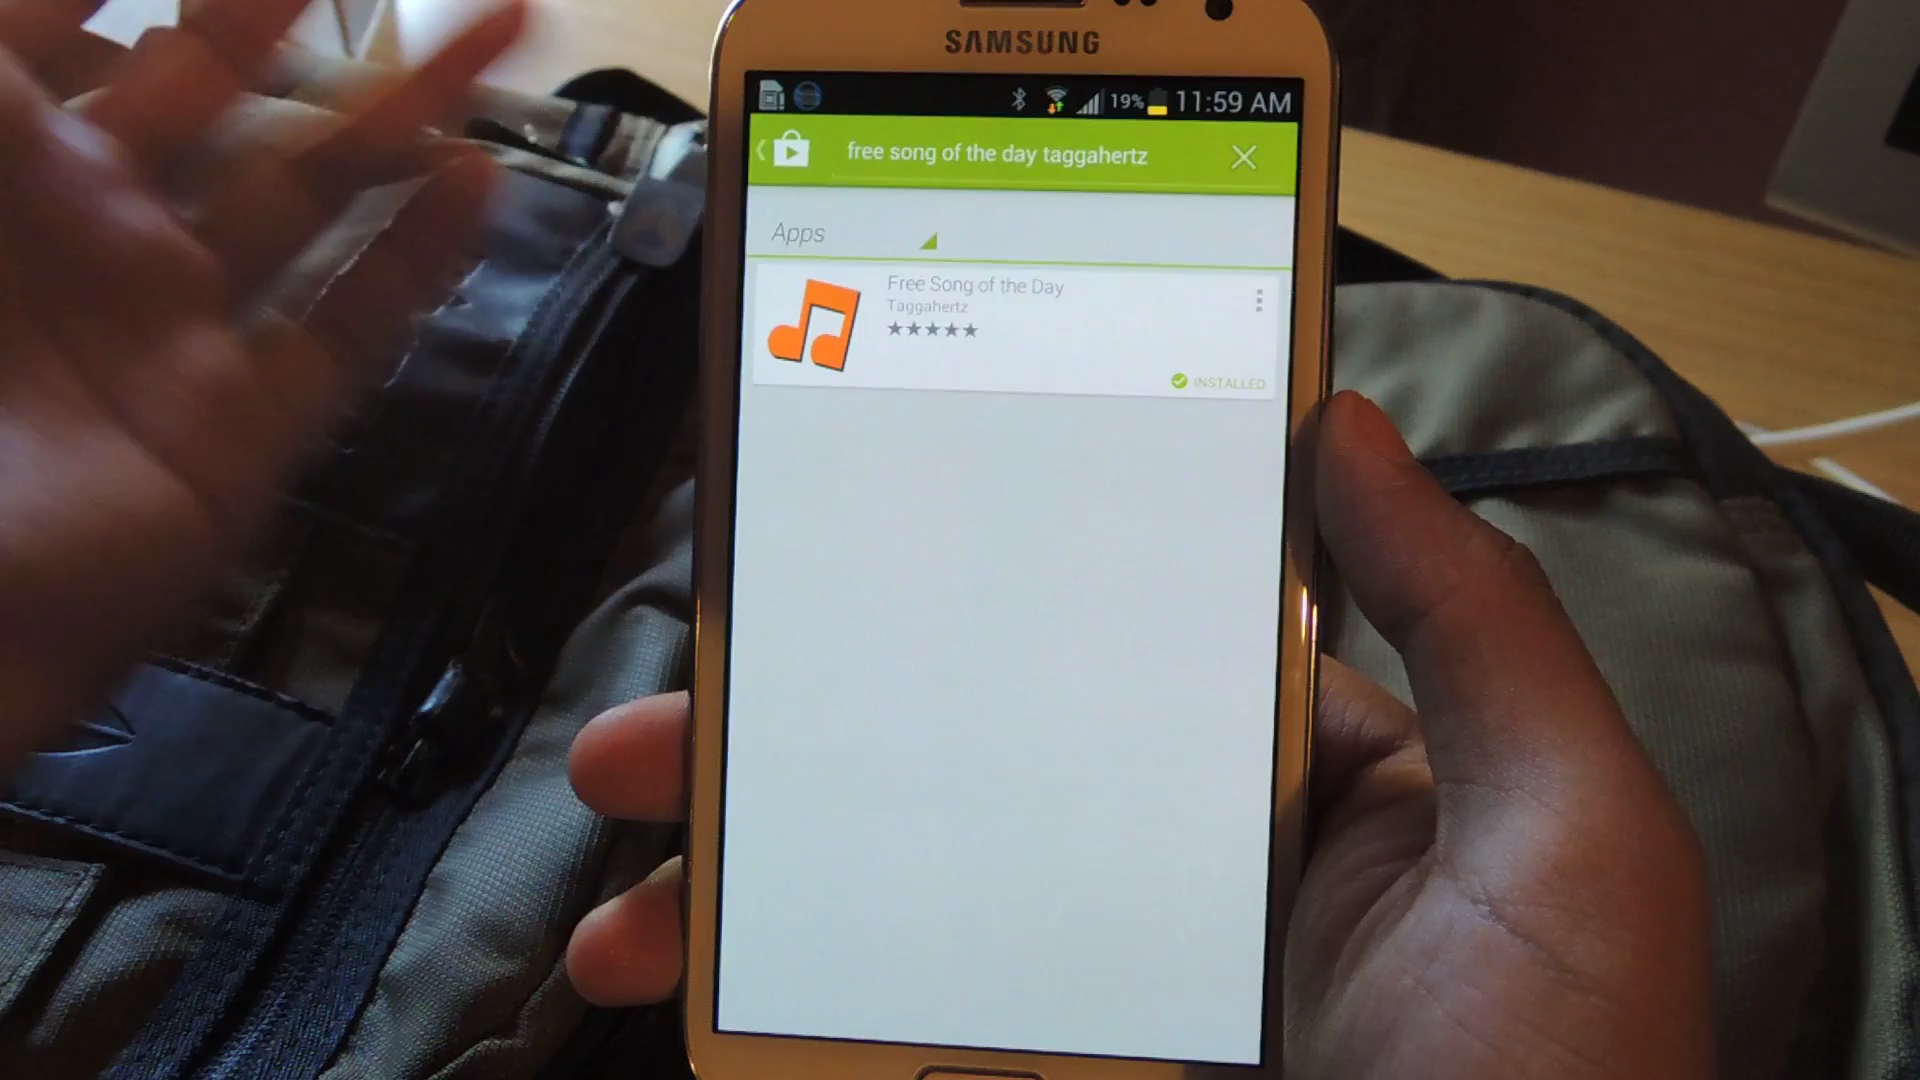 SAMSUNG
19% 11:59 AM
free song of the day taggahertz
Apps
Free Song of the Day
Taggahertz
INSTALLED